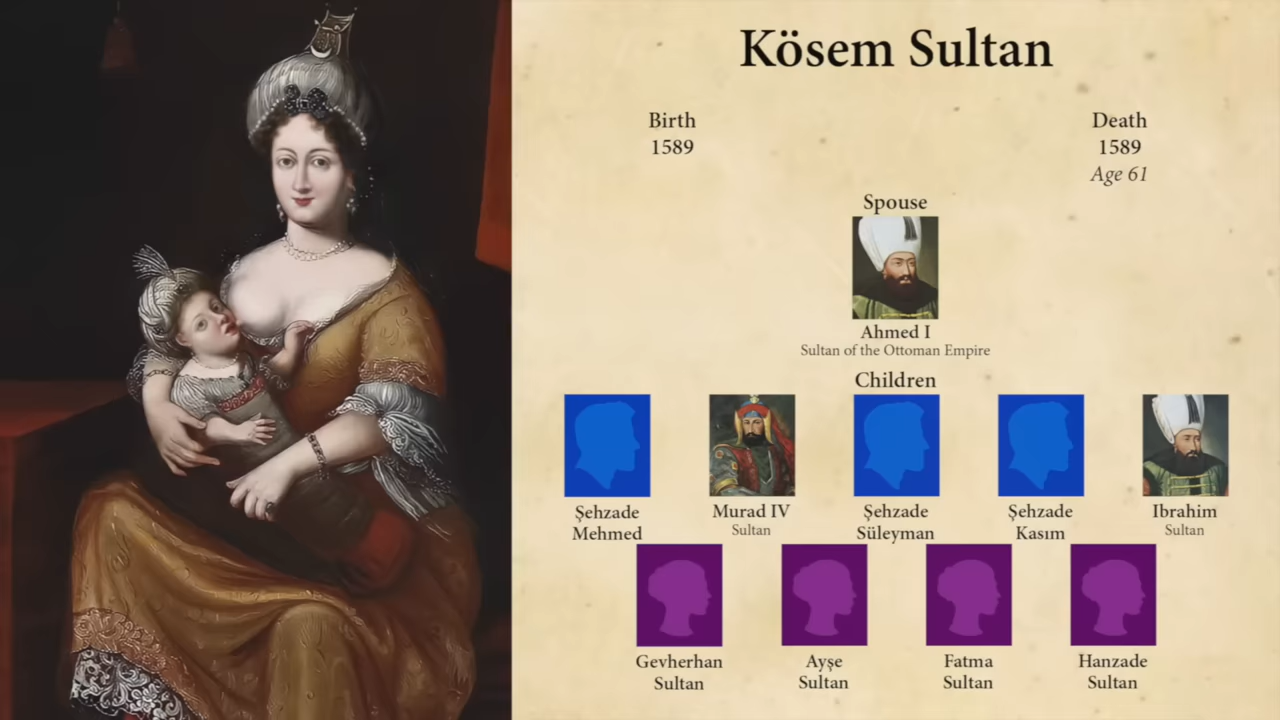 Kösem Sultan
Birth
1589
Death
1589
Age 61
Spouse
Ahmed I
Sultan of the Ottoman Empire
Children
Şehzade
Mehmed
Murad IV
Sultan
Şehzade
Süleyman
Şehzade
Kasım
Ibrahim
Sultan
Gevherhan
Sultan
Ayşe
Sultan
Fatma
Sultan
Hanzade
Sultan